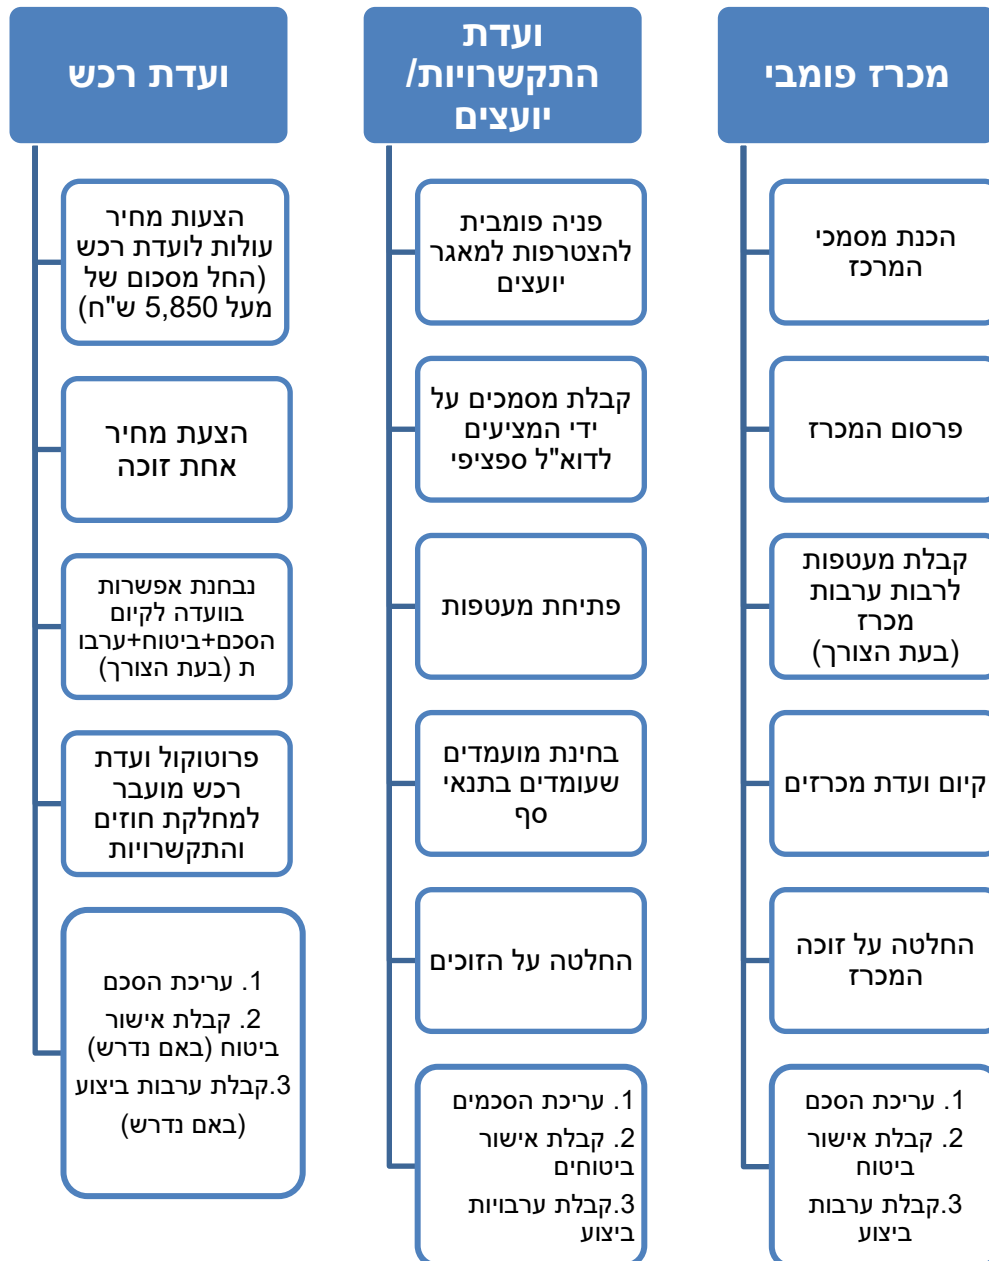 מכרז פומבי
הכנת מסמכי
המרכז
פרסום המכרז
קבלת מעטפות
לרבות ערבות
מכרז
(בעת הצורך)
קיום ועדת מכרזים
החלטה על זוכה
המכרז
1. עריכת הסכם
2. קבלת אישור
ביטוח
3.קבלת ערבות
ביצוע
ועדת
התקשרויות/
יועצים
פניה פומבית
להצטרפות למאגר
יועצים
קבלת מסמכים על
ידי המציעים
לדוא"ל ספציפי
פתיחת מעטפות
בחינת מועמדים
שעומדים בתנאי
סף
החלטה על הזוכים
1. עריכת הסכמים
2. קבלת אישור
ביטוחים
3.קבלת ערבויות
ביצוע
ועדת רכש
הצעות מחיר
עולות לועדת רכש
(החל מסכום של
מעל 5,850 ש"ח)
הצעת מחיר
אחת זוכה
נבחנת אפשרות
בוועדה לקיום
הסכם+ביטוח+ערבו
ת (בעת הצורך)
פרוטוקול ועדת
רכש מועבר
למחלקת חוזים
והתקשרויות
1. עריכת הסכם
2. קבלת אישור
ביטוח (באם נדרש)
3.קבלת ערבות ביצוע
(באם נדרש)